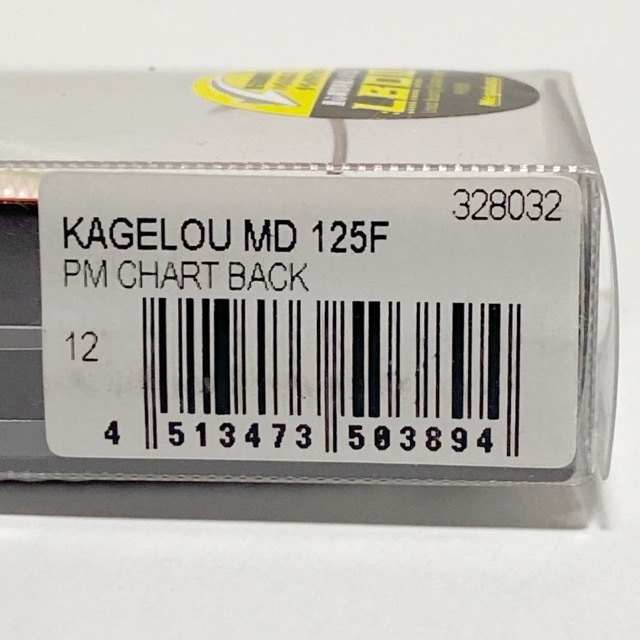 328032
KAGELOU MD 125F
PM CHART BACK
12
4 513473 503894